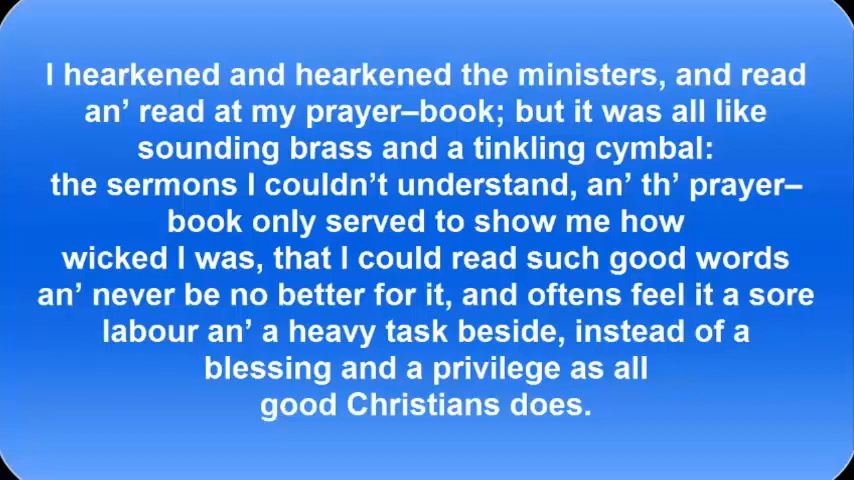 I hearkened and hearkened the ministers, and read
an’ read at my prayer–book; but it was all like
sounding brass and a tinkling cymbal:
the sermons I couldn’t understand, an’ th’ prayer–
book only served to show me how
wicked I was, that I could read such good words
an’ never be no better for it, and oftens feel it a sore
labour an’ a heavy task beside, instead of a
blessing and a privilege as all
good Christians does.